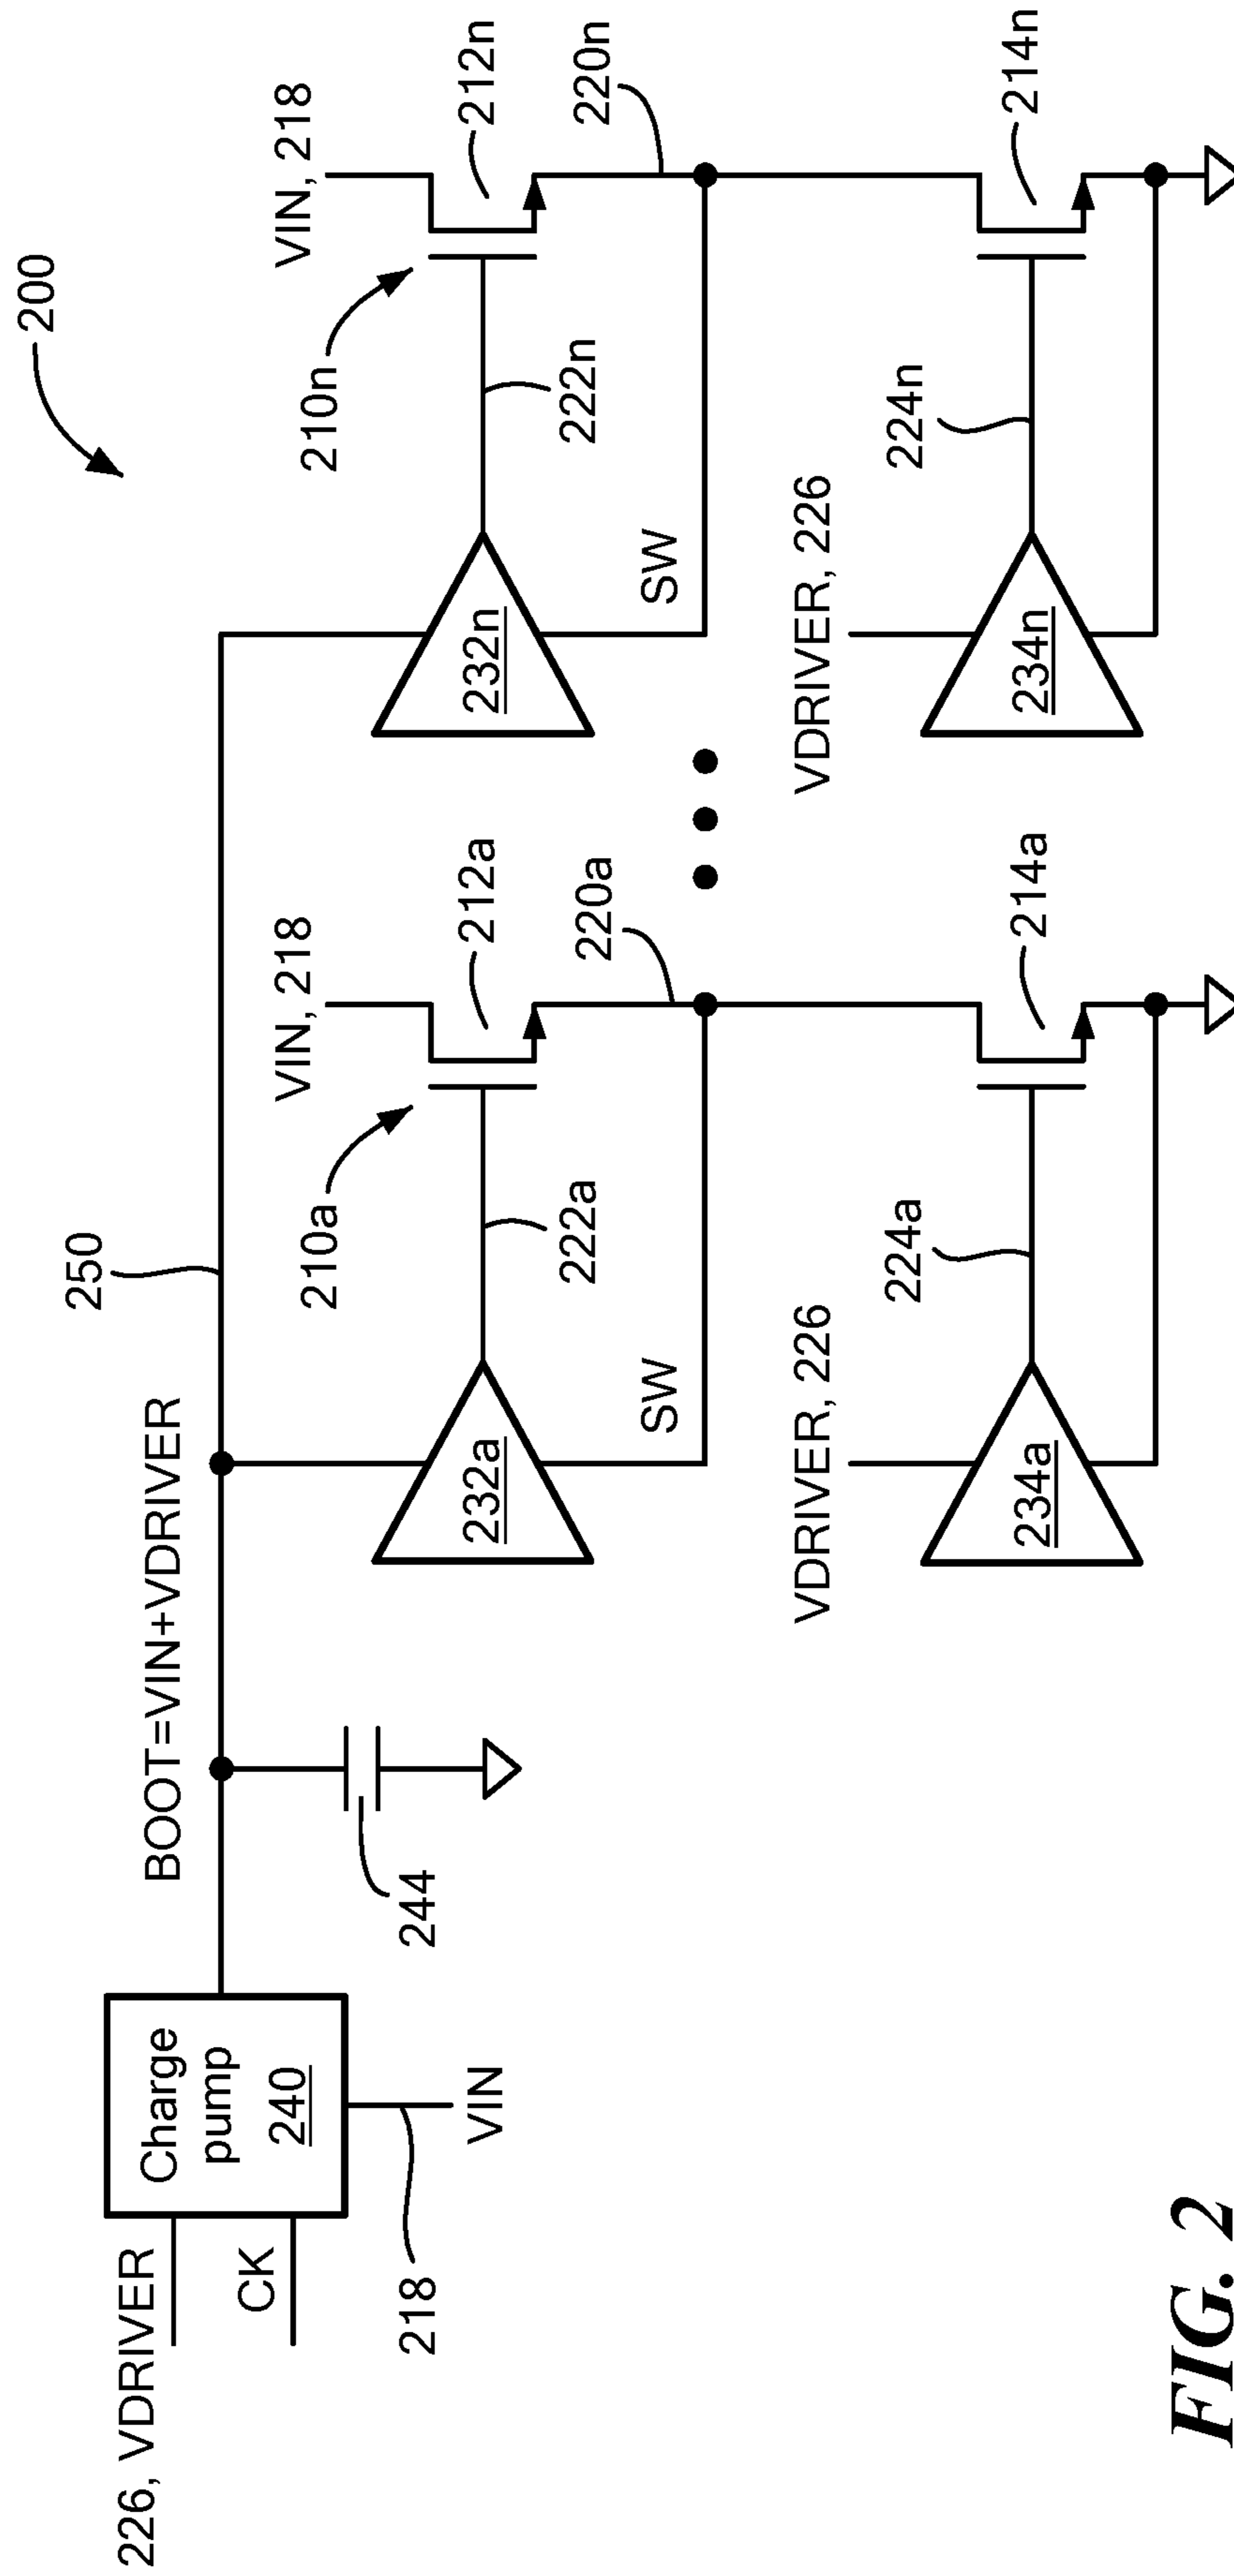 200
250
BOOT=VIN+VDRIVER
226, VDRIVER
CK
Charge
pump
240
218
VIN
244
VIN, 218
210a
212a
222a
232a
SW
220a
VDRIVER, 226
224a
234a
214a
VIN, 218
210n
212n
222n
232n
SW
220n
VDRIVER, 226
224n
234n
214n
FIG. 2